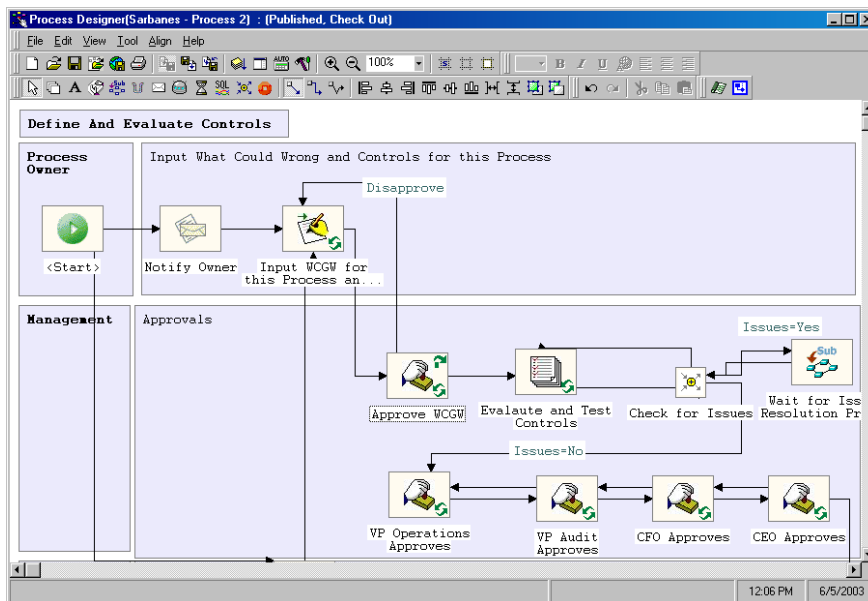 Process Designer(Sarbanes - Process 2)  : (Published, Check Out)
File  Edit  View  Tool  Align  Help
AUTO
100%
S
B  I  U
A
Sub
SQL
Define And Evaluate Controls
Process
Owner
Input What Could Wrong and Controls for this Process
Disapprove
<Start>
Notify Owner
Input WCGW for
this Process an...
Management
Approvals
Issues=Yes
Sub
Approve WCGW
Evalaute and Test
Controls
Check for Issues
Wait for Iss
Resolution Pr
Issues=No
VP Operations
Approves
VP Audit
Approves
CFO Approves
CEO Approves
12:06 PM
6/5/2003